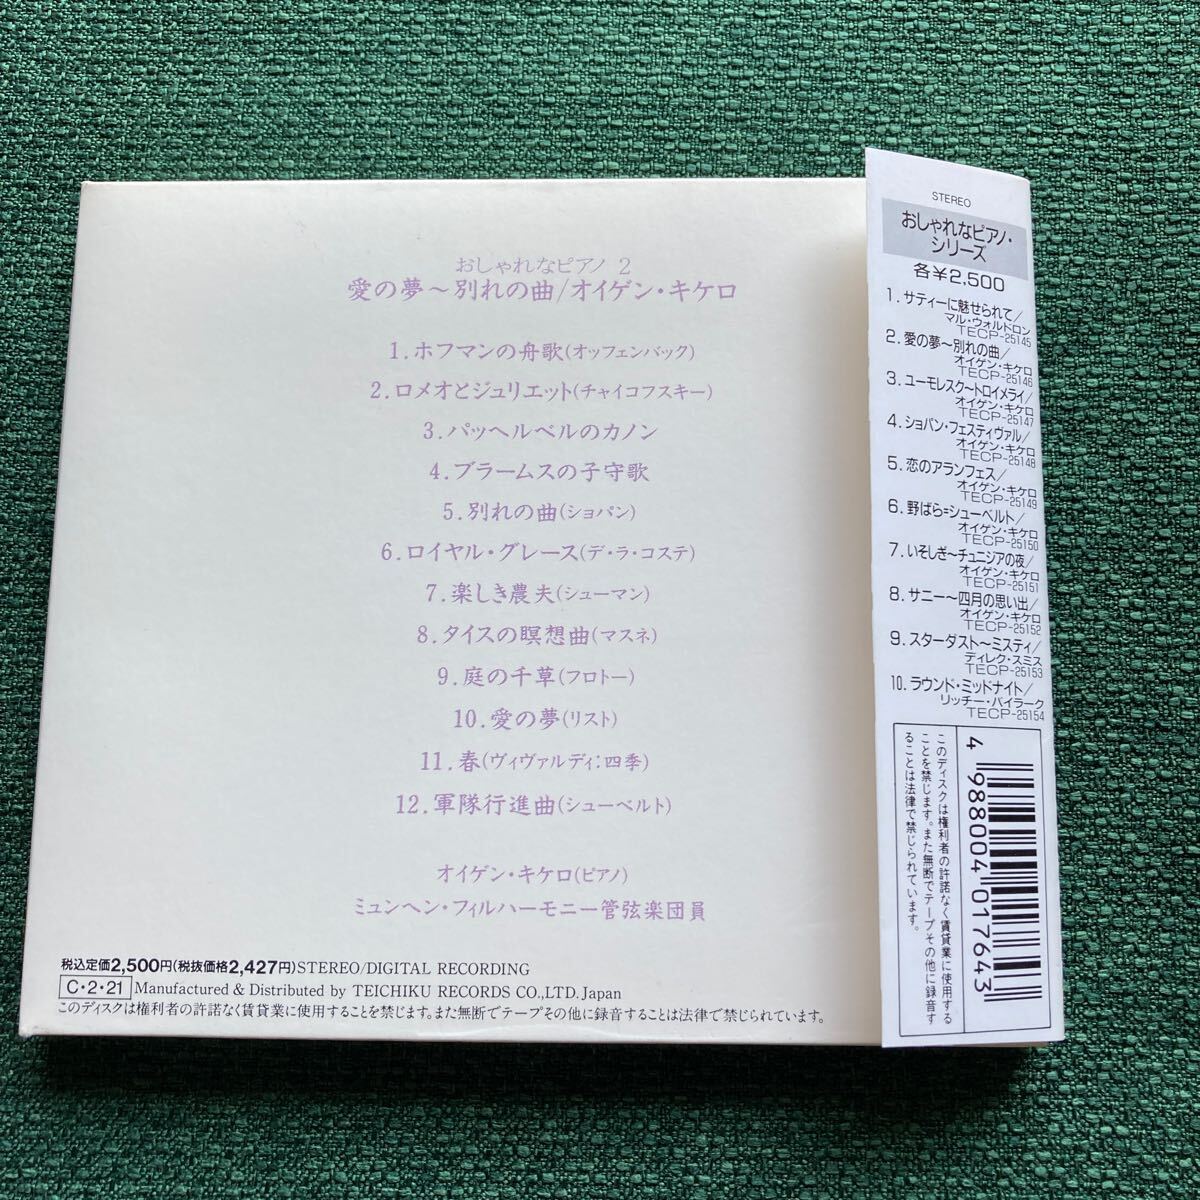 おしゃれなピアノ 2
愛の夢～別れの曲/オイゲン・キケロ
1.ホフマンの舟歌(オッフェンバック)
2.ロメオとジュリエット(チャイコフスキー)
3.パッヘルベルのカノン
4.ブラームスの子守歌
5.別れの曲(ショパン)
6.ロイヤル・グレース(デ・ラ・コステ)
7.楽しき農夫(シューマン)
8.タイスの瞑想曲(マスネ)
9.庭の千草(フロトー)
10.愛の夢(リスト)
11.春(ヴィヴァルディ:四季)
12.軍隊行進曲(シューベルト)
オイゲン・キケロ(ピアノ)
ミュンヘン・フィルハーモニー管弦楽団員
税込定価2,500円(税抜価格2,427円)STEREO/DIGITAL RECORDING
C・2・21 Manufactured & Distributed by TEICHIKU RECORDS CO.,LTD. Japan
このディスクは権利者の許諾なく賃貸業に使用することを禁じます。また無断でテープその他に録音することは法律で禁じられています。
STEREO
おしゃれなピアノ・
シリーズ
各¥2,500
1.サティーに魅せられて/
マル・ウォルドロン
TECP-25145
2.愛の夢～別れの曲/
オイゲン・キケロ
TECP-25146
3.ユーモレスク～トロイメライ/
オイゲン・キケロ
TECP-25147
4.ショパン・フェスティヴァル/
オイゲン・キケロ
TECP-25148
5.恋のアランフェス/
オイゲン・キケロ
TECP-25149
6.野ばら=シューベルト/
オイゲン・キケロ
TECP-25150
7.いそしぎ～チュニジアの夜/
オイゲン・キケロ
TECP-25151
8.サニー～四月の思い出/
オイゲン・キケロ
TECP-25152
9.スターダスト～ミスティ/
ディレク・スミス
TECP-25153
10.ラウンド・ミッドナイト/
リッチー・バイラーク
TECP-25154
このディスクは権利者の許諾なく賃貸業に使用する
ことを禁じます。また無断でテープその他に録音す
ることは法律で禁じられています。
4 988004 017643